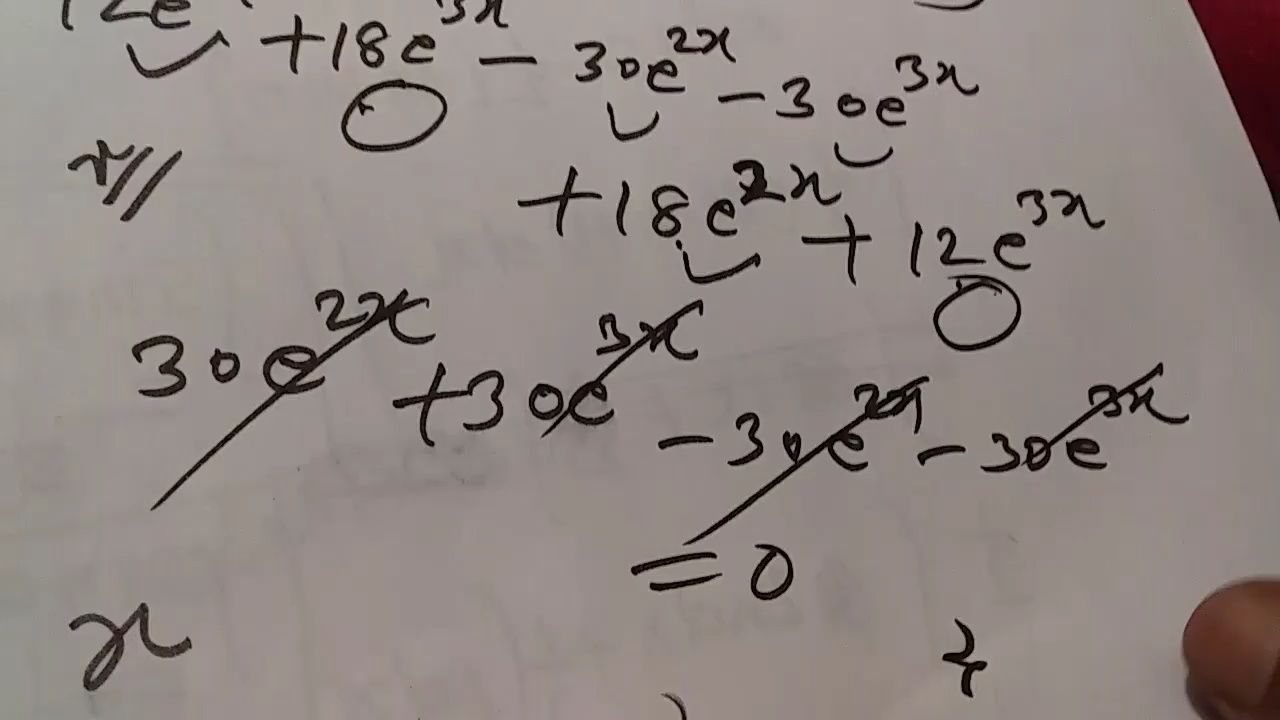 12e
+18e^3x - 30e^2x - 30e^3x
+18e^2x + 12e^3x
30e^2x + 30e^3x - 30e^2x - 30e^3x
= 0
x